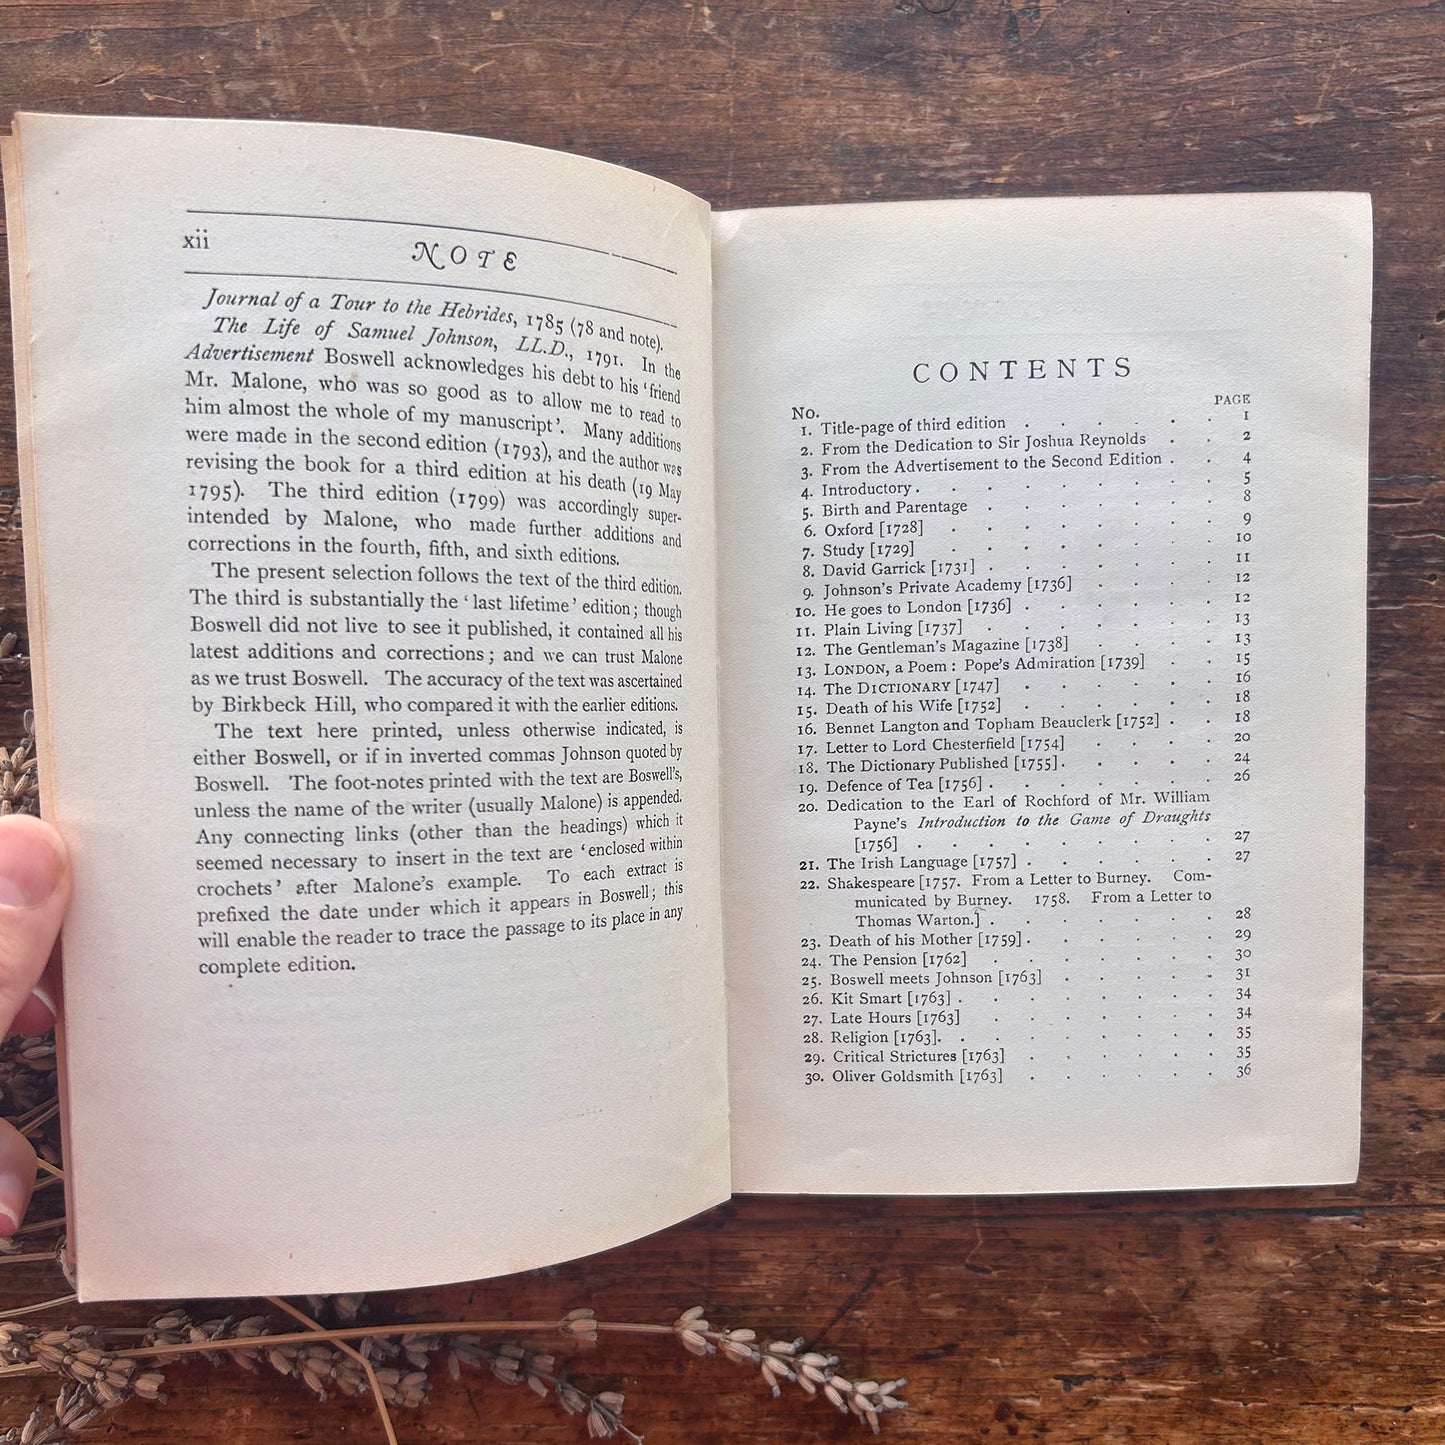 xii
NOTE
Journal of a Tour to the Hebrides, 1785 (78 and note).
The Life of Samuel Johnson, LL.D., 1791. In the
Advertisement Boswell acknowledges his debt to his 'friend
Mr. Malone, who was so good as to allow me to read to
him almost the whole of my manuscript'. Many additions
were made in the second edition (1793), and the author was
revising the book for a third edition at his death (19 May
1795). The third edition (1799) was accordingly super-
intended by Malone, who made further additions and
corrections in the fourth, fifth, and sixth editions.
The present selection follows the text of the third edition.
The third is substantially the 'last lifetime' edition; though
Boswell did not live to see it published, it contained all his
latest additions and corrections; and we can trust Malone
as we trust Boswell. The accuracy of the text was ascertained
by Birkbeck Hill, who compared it with the earlier editions.
The text here printed, unless otherwise indicated, is
either Boswell, or if in inverted commas Johnson quoted by
Boswell. The foot-notes printed with the text are Boswell's,
unless the name of the writer (usually Malone) is appended.
Any connecting links (other than the headings) which it
seemed necessary to insert in the text are 'enclosed within
crochets' after Malone's example. To each extract is
prefixed the date under which it appears in Boswell; this
will enable the reader to trace the passage to its place in any
complete edition.
CONTENTS
No. PAGE
1. Title-page of third edition . . . . . . 1
2. From the Dedication to Sir Joshua Reynolds . . 2
3. From the Advertisement to the Second Edition . . 4
4. Introductory . . . . . . . . 5
5. Birth and Parentage . . . . . . . 8
6. Oxford [1728] . . . . . . . . 9
7. Study [1729] . . . . . . . . 10
8. David Garrick [1731] . . . . . . . 11
9. Johnson's Private Academy [1736] . . . . 12
10. He goes to London [1736] . . . . . . 12
11. Plain Living [1737] . . . . . . . 13
12. The Gentleman's Magazine [1738] . . . . 13
13. LONDON, a Poem: Pope's Admiration [1739] . . 15
14. The DICTIONARY [1747] . . . . . . 16
15. Death of his Wife [1752] . . . . . . 18
16. Bennet Langton and Topham Beauclerk [1752] . . 18
17. Letter to Lord Chesterfield [1754] . . . . 20
18. The Dictionary Published [1755] . . . . . 24
19. Defence of Tea [1756] . . . . . . . 26
20. Dedication to the Earl of Rochford of Mr. William
Payne's Introduction to the Game of Draughts
[1756] . . . . . . . . . 27
21. The Irish Language [1757] . . . . . . 27
22. Shakespeare [1757. From a Letter to Burney. Com-
municated by Burney. 1758. From a Letter to
Thomas Warton.] . . . . . . . 28
23. Death of his Mother [1759] . . . . . . 29
24. The Pension [1762] . . . . . . . 30
25. Boswell meets Johnson [1763] . . . . . 31
26. Kit Smart [1763] . . . . . . . . 34
27. Late Hours [1763] . . . . . . . 34
28. Religion [1763] . . . . . . . . 35
29. Critical Strictures [1763] . . . . . . 35
30. Oliver Goldsmith [1763] . . . . . . 36